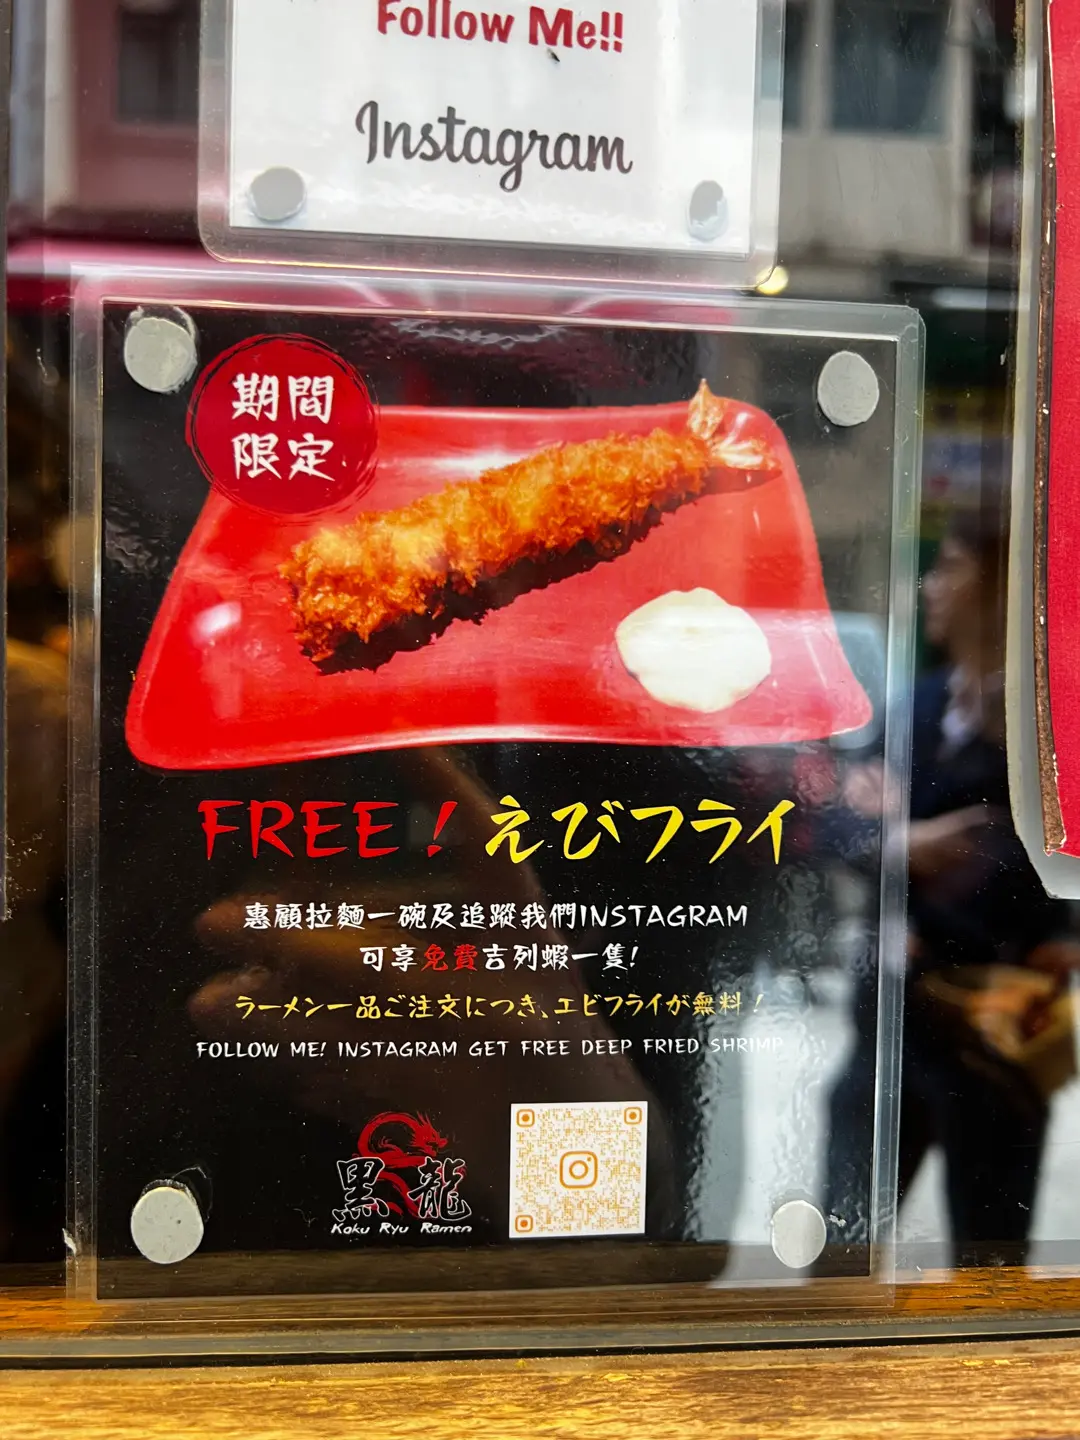 Follow Me!!
Instagram
期間
限定
FREE! えびフライ
惠顧拉麵一碗及追蹤我們INSTAGRAM
可享免費吉列蝦一隻!
ラーメン一品ご注文につき、エビフライが無料！
FOLLOW ME! INSTAGRAM GET FREE DEEP FRIED SHRIMP
黒龍
Koku Ryu Ramen